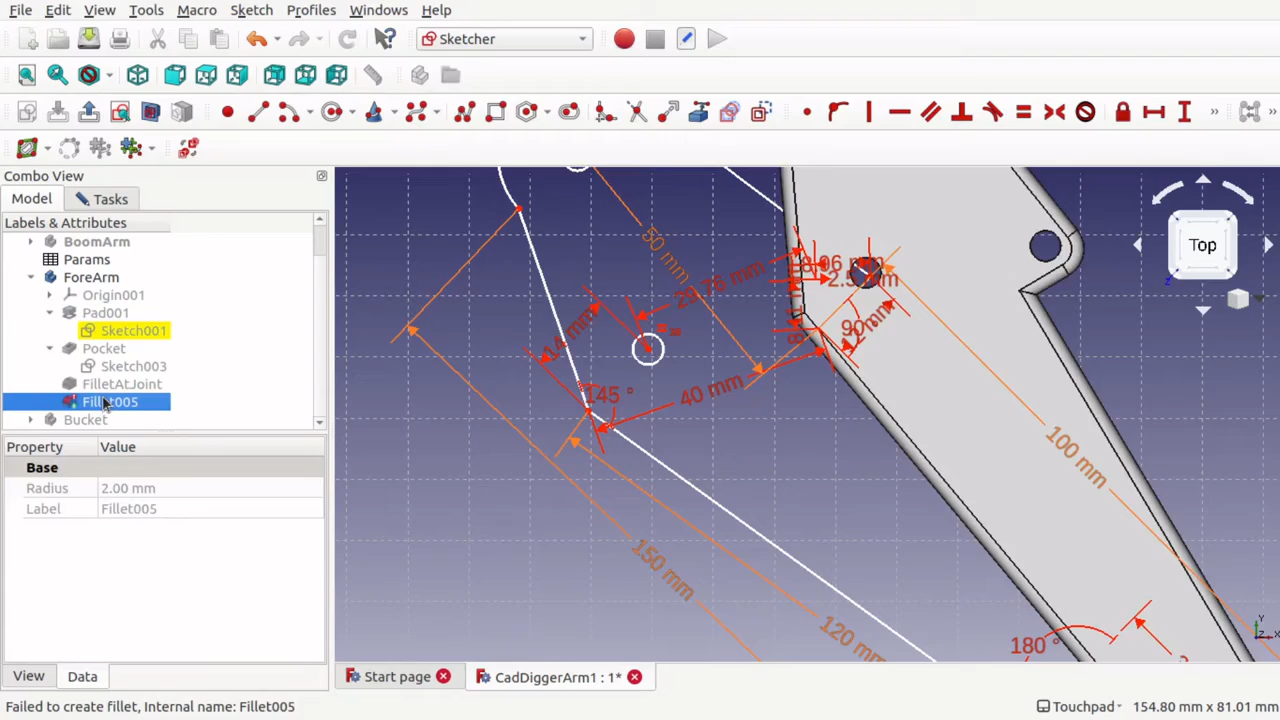 File Edit View Tools Macro Sketch Profiles Windows Help
Sketcher
Combo View
Model Tasks
Labels & Attributes
BoomArm
Params
ForeArm
Origin001
Pad001
Sketch001
Pocket
Sketch003
FilletAtJoint
Fillet005
Bucket
Property Value
Base
Radius 2.00 mm
Label Fillet005
View Data
50 mm
29.76 mm
14 mm
90
145 °
40 mm
100 mm
150 mm
120 mm
180 °
Top
Z
Y
Z X
Start page
CadDiggerArm1 : 1*
Failed to create fillet, Internal name: Fillet005
Touchpad
154.80 mm x 81.01 mm